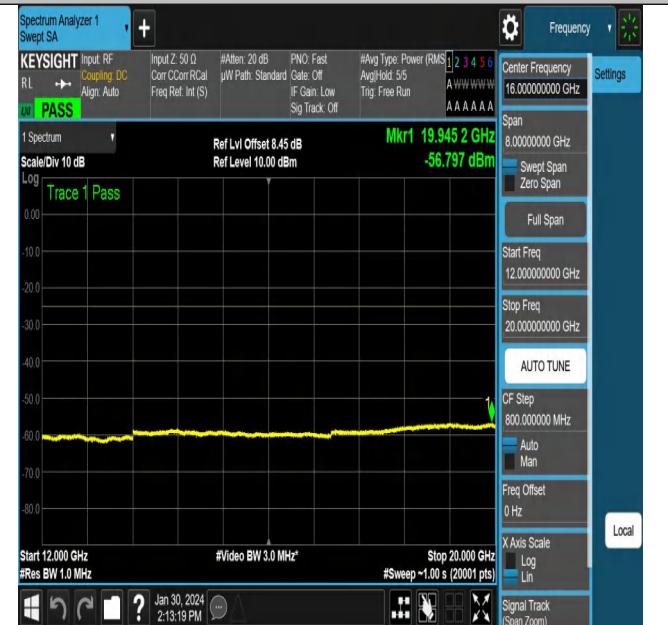 Spectrum Analyzer 1
Swept SA
+
Frequency
KEYSIGHT
RL
PASS
Input: RF
Coupling: DC
Align: Auto
Input Z: 50 Ω
Corr CCorr RCal
Freq Ref: Int (S)
#Atten: 20 dB
µW Path: Standard
PNO: Fast
Gate: Off
IF Gain: Low
Sig Track: Off
#Avg Type: Power (RMS
Avg|Hold: 5/5
Trig: Free Run
1 2 3 4 5 6
A W W W W W
A A A A A A
Settings
Center Frequency
16.000000000 GHz
Span
8.00000000 GHz
Swept Span
Zero Span
Full Span
Start Freq
12.000000000 GHz
Stop Freq
20.000000000 GHz
AUTO TUNE
CF Step
800.000000 MHz
Auto
Man
Freq Offset
0 Hz
X Axis Scale
Log
Lin
Signal Track
(Span Zoom)
Local
1 Spectrum
Scale/Div 10 dB
Ref Lvl Offset 8.45 dB
Ref Level 10.00 dBm
Mkr1 19.945 2 GHz
-56.797 dBm
Log
Trace 1 Pass
0.00
-10.0
-20.0
-30.0
-40.0
-50.0
-60.0
-70.0
-80.0
1
Start 12.000 GHz
#Res BW 1.0 MHz
#Video BW 3.0 MHz*
Stop 20.000 GHz
#Sweep ~1.00 s (20001 pts)
?
Jan 30, 2024
2:13:19 PM